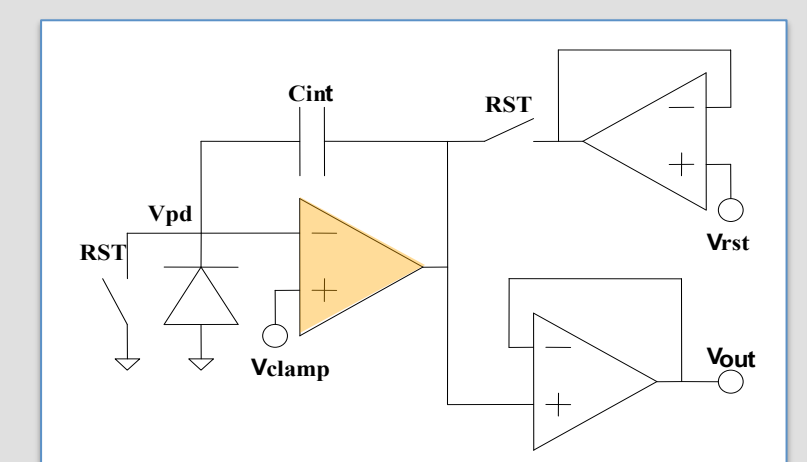 Cint
RST
Vpd
RST
Vrst
Vclamp
Vout